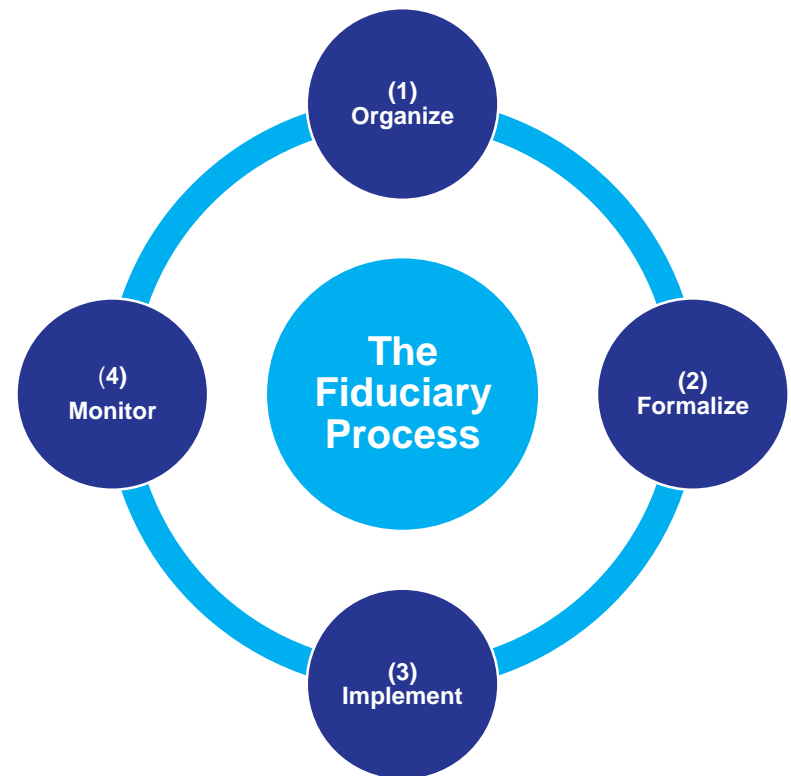 (1)
Organize
(2)
Formalize
(3)
Implement
(4)
Monitor
The
Fiduciary
Process